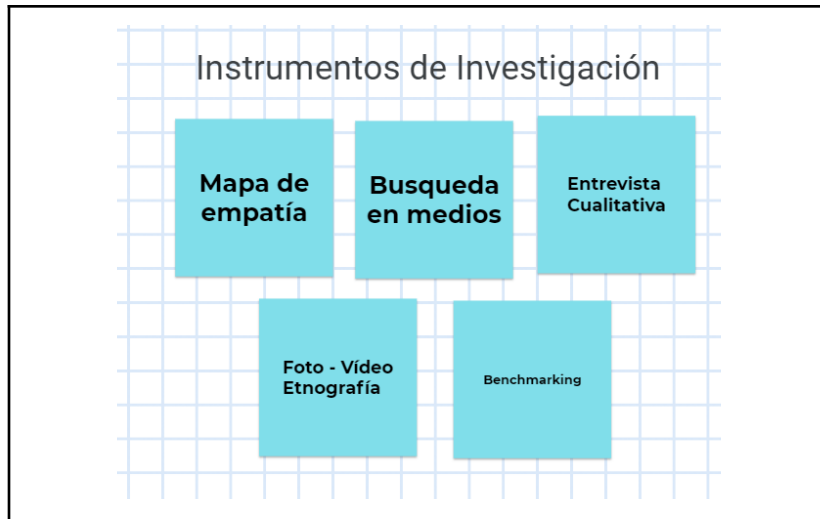 Instrumentos de Investigación
Mapa de
empatía
Busqueda
en medios
Entrevista
Cualitativa
Foto - Vídeo
Etnografía
Benchmarking